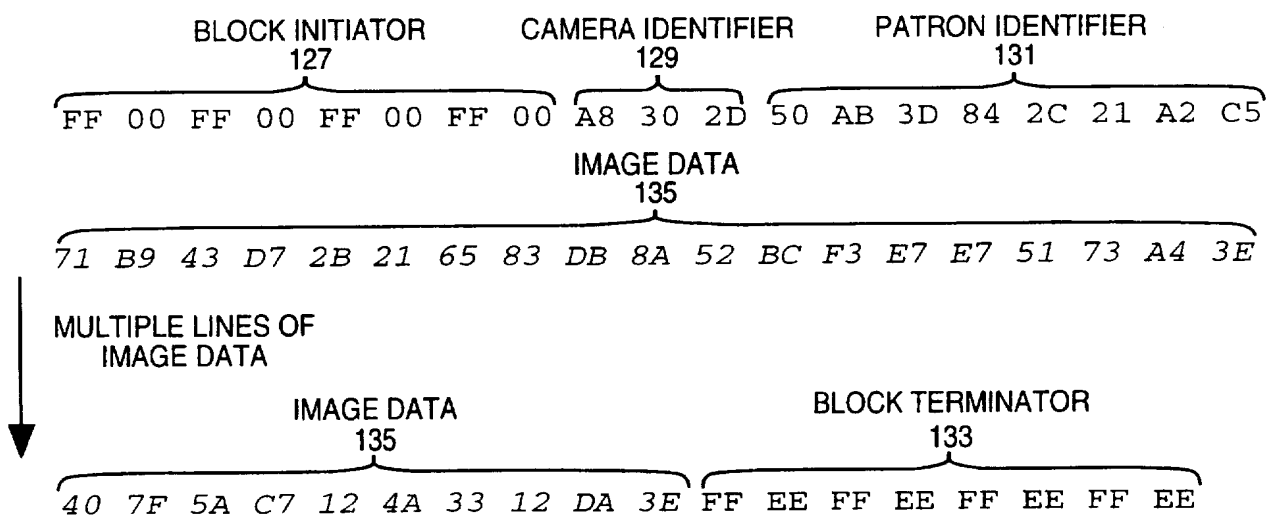 BLOCK INITIATOR CAMERA IDENTIFIER PATRON IDENTIFIER
127 129 131
FF 00 FF 00 FF 00 FF 00 A8 30 2D 50 AB 3D 84 2C 21 A2 C5
IMAGE DATA
135
71 B9 43 D7 2B 21 65 83 DB 8A 52 BC F3 E7 E7 51 73 A4 3E
MULTIPLE LINES OF
IMAGE DATA
IMAGE DATA BLOCK TERMINATOR
135 133
40 7F 5A C7 12 4A 33 12 DA 3E FF EE FF EE FF EE FF EE